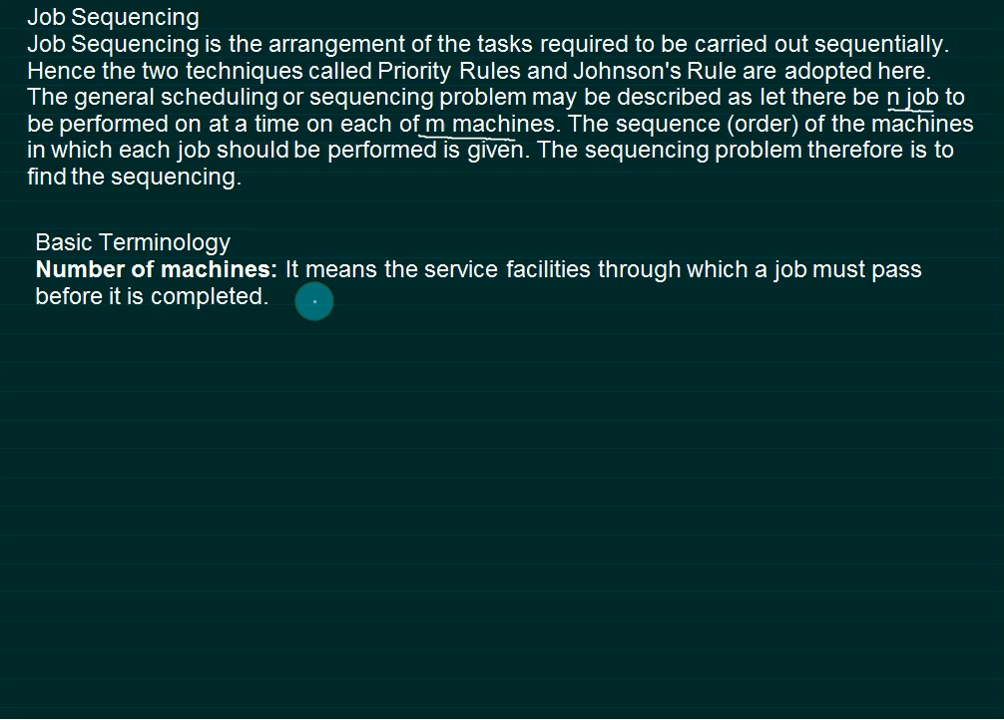 Job Sequencing
Job Sequencing is the arrangement of the tasks required to be carried out sequentially.
Hence the two techniques called Priority Rules and Johnson's Rule are adopted here.
The general scheduling or sequencing problem may be described as let there be n job to
be performed on at a time on each of m machines. The sequence (order) of the machines
in which each job should be performed is given. The sequencing problem therefore is to
find the sequencing.
Basic Terminology
Number of machines: It means the service facilities through which a job must pass
before it is completed.